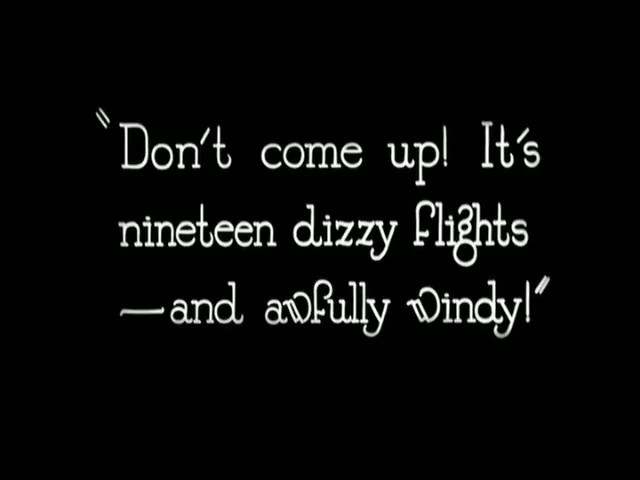 "Don't come up! It's
nineteen dizzy flights
—and awfully windy!"